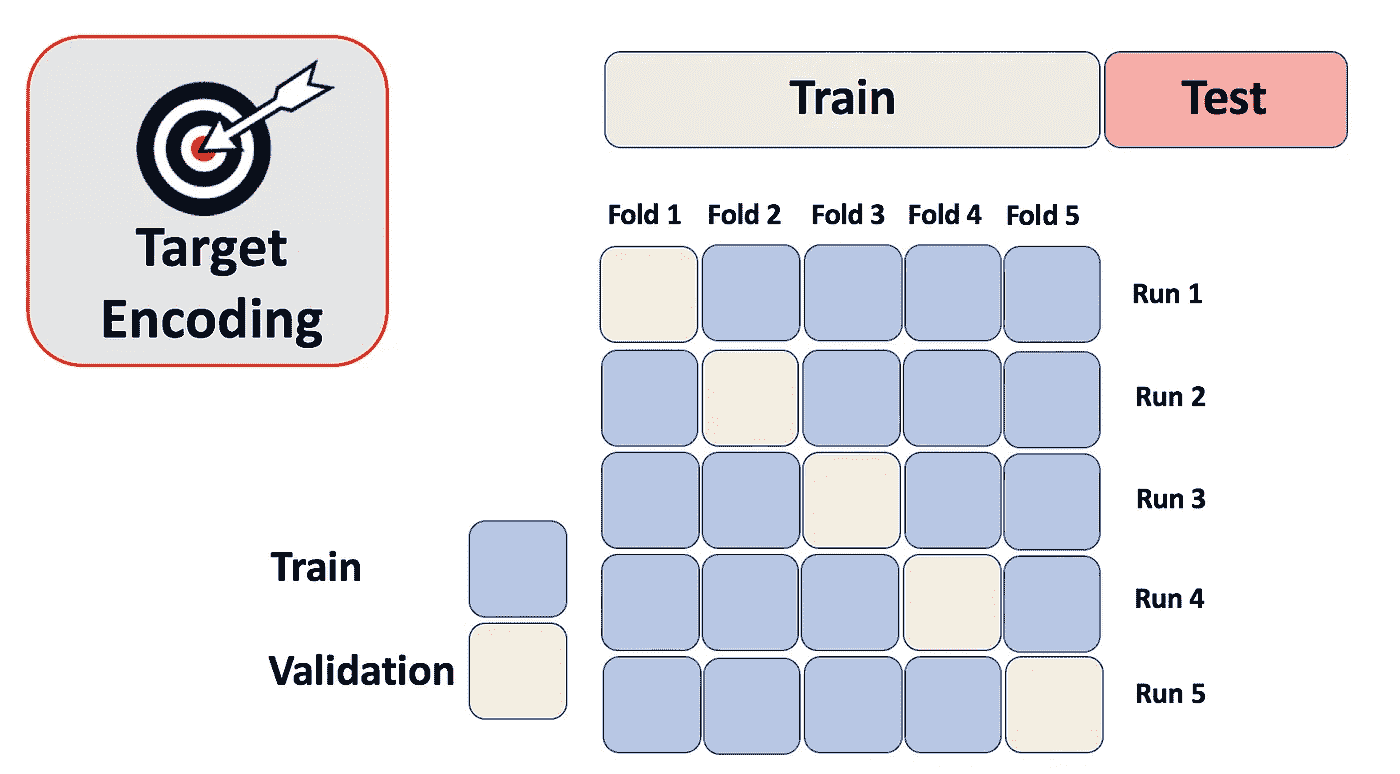 Target
Encoding
Train
Test
Fold 1
Fold 2
Fold 3
Fold 4
Fold 5
Run 1
Run 2
Run 3
Run 4
Run 5
Train
Validation